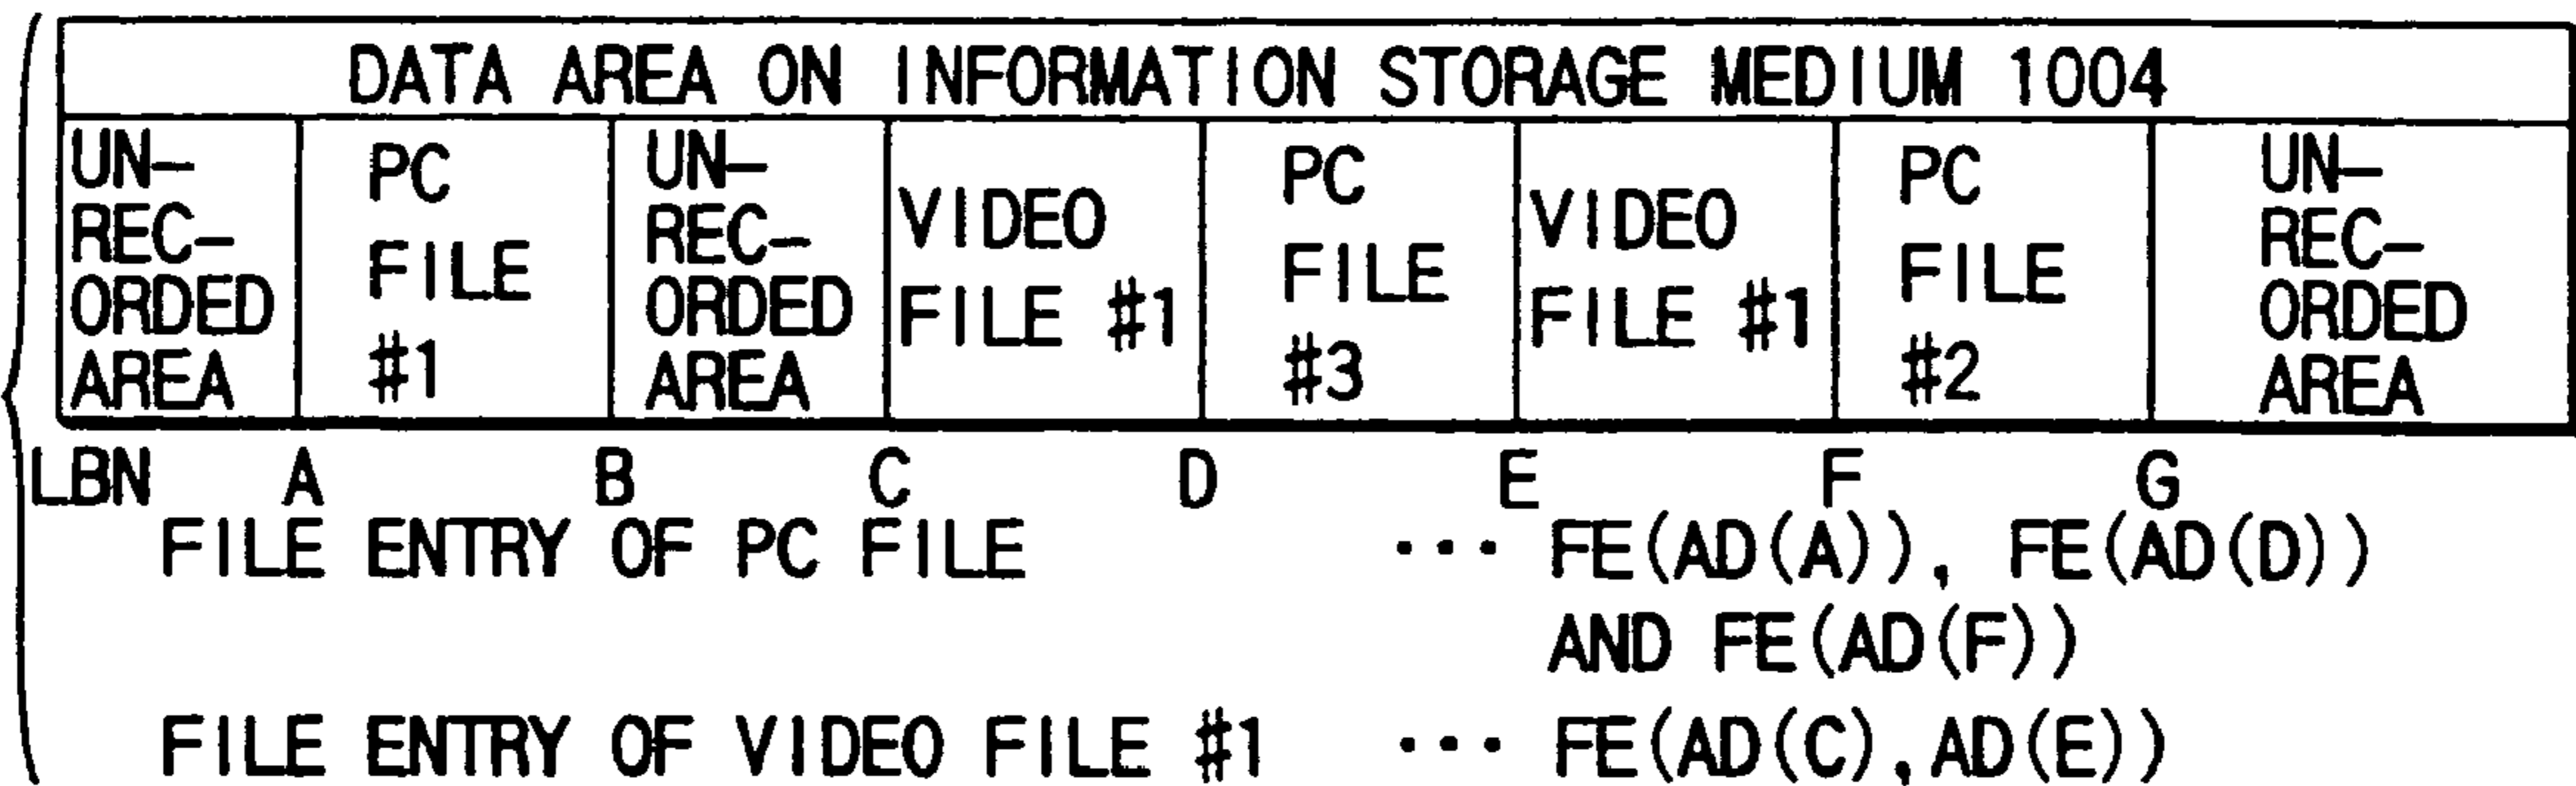 DATA AREA ON INFORMATION STORAGE MEDIUM 1004
UN-
REC-
ORDED
AREA
PC
FILE
#1
UN-
REC-
ORDED
AREA
VIDEO
FILE #1
PC
FILE
#3
VIDEO
FILE #1
PC
FILE
#2
UN-
REC-
ORDED
AREA
LBN A B C D E F G
FILE ENTRY OF PC FILE ··· FE(AD(A)), FE(AD(D))
AND FE(AD(F))
FILE ENTRY OF VIDEO FILE #1 ··· FE(AD(C),AD(E))